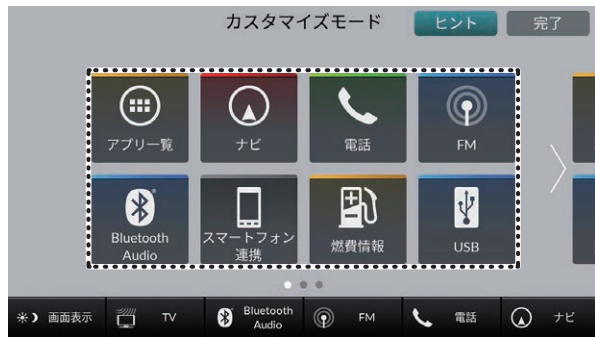 カスタマイズモード
ヒント
完了
アプリ一覧
ナビ
電話
FM
Bluetooth
Audio
スマートフォン
連携
燃費情報
USB
画面表示
TV
Bluetooth
Audio
FM
電話
ナビ